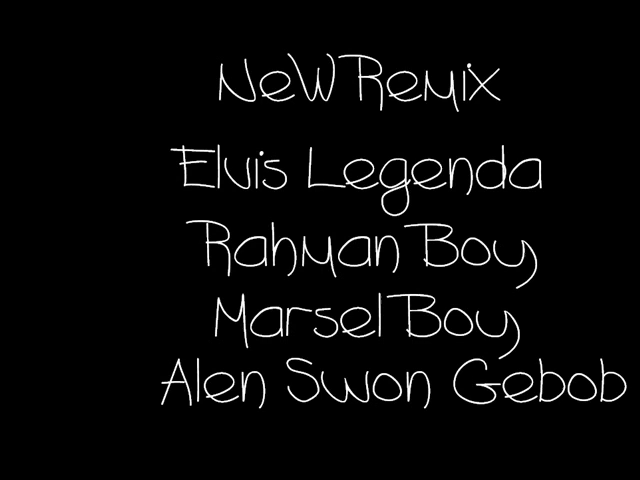 NeW Remix
Elvis Legenda
Rahman Boy
Marsel Boy
Alen Swon Gebob